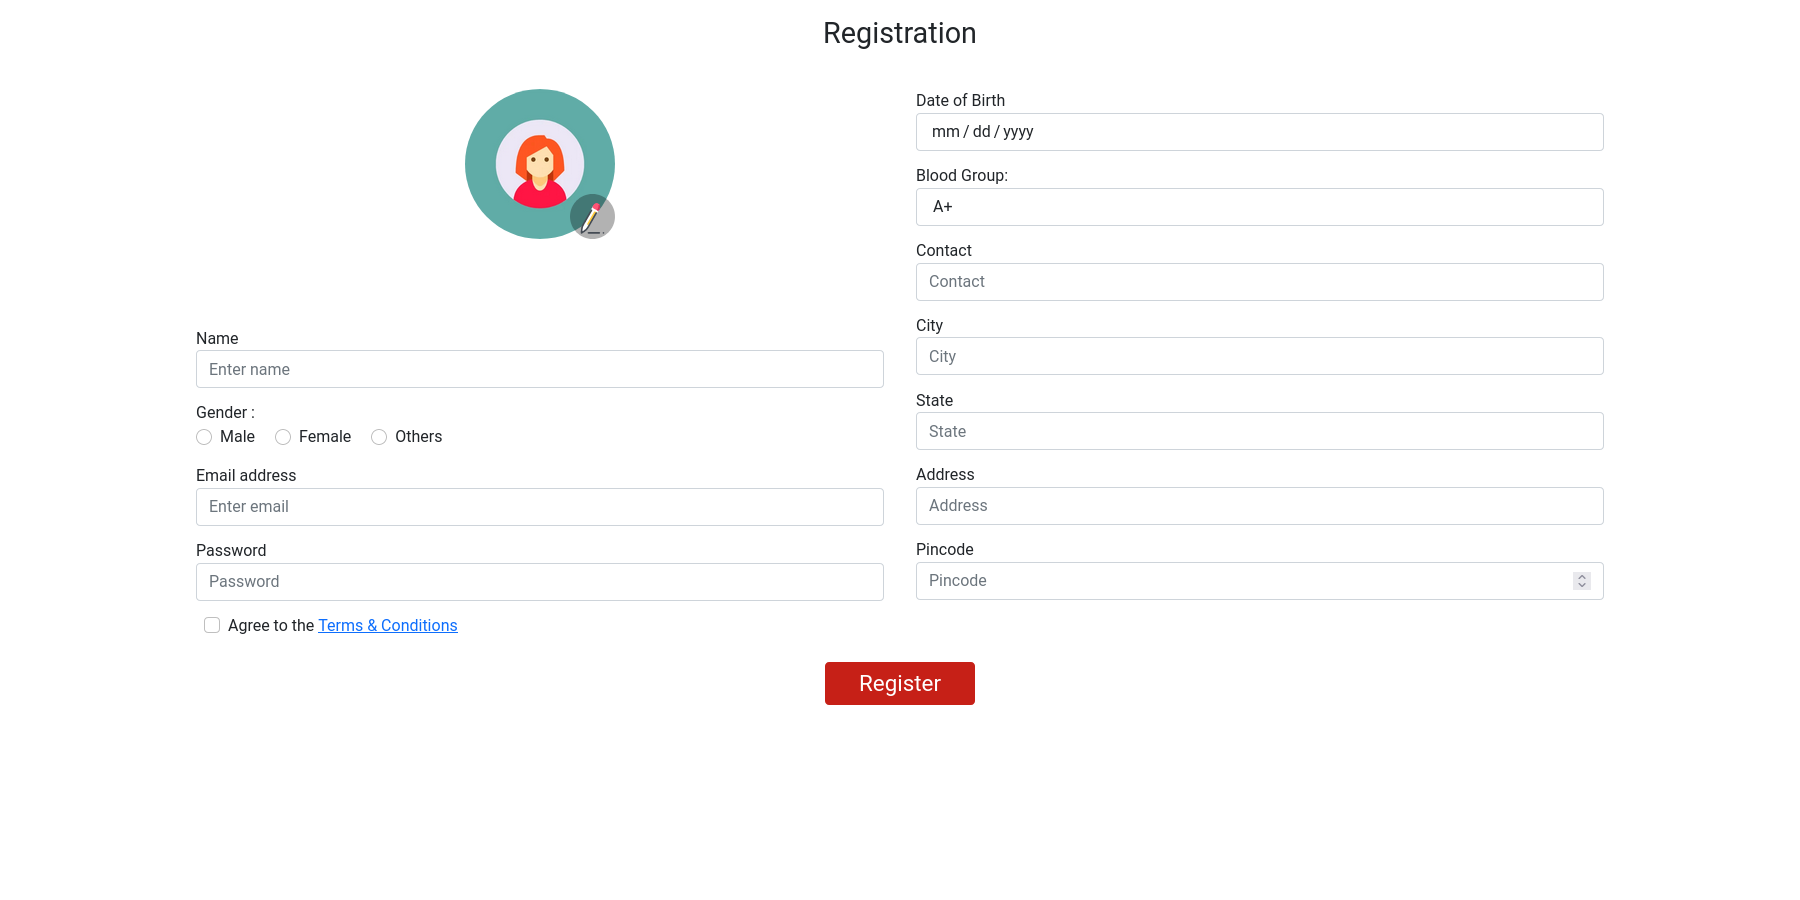 Registration
Name
Enter name
Gender :
Male Female Others
Email address
Enter email
Password
Password
Agree to the Terms & Conditions
Date of Birth
mm / dd / yyyy
Blood Group:
A+
Contact
Contact
City
City
State
State
Address
Address
Pincode
Pincode
Register